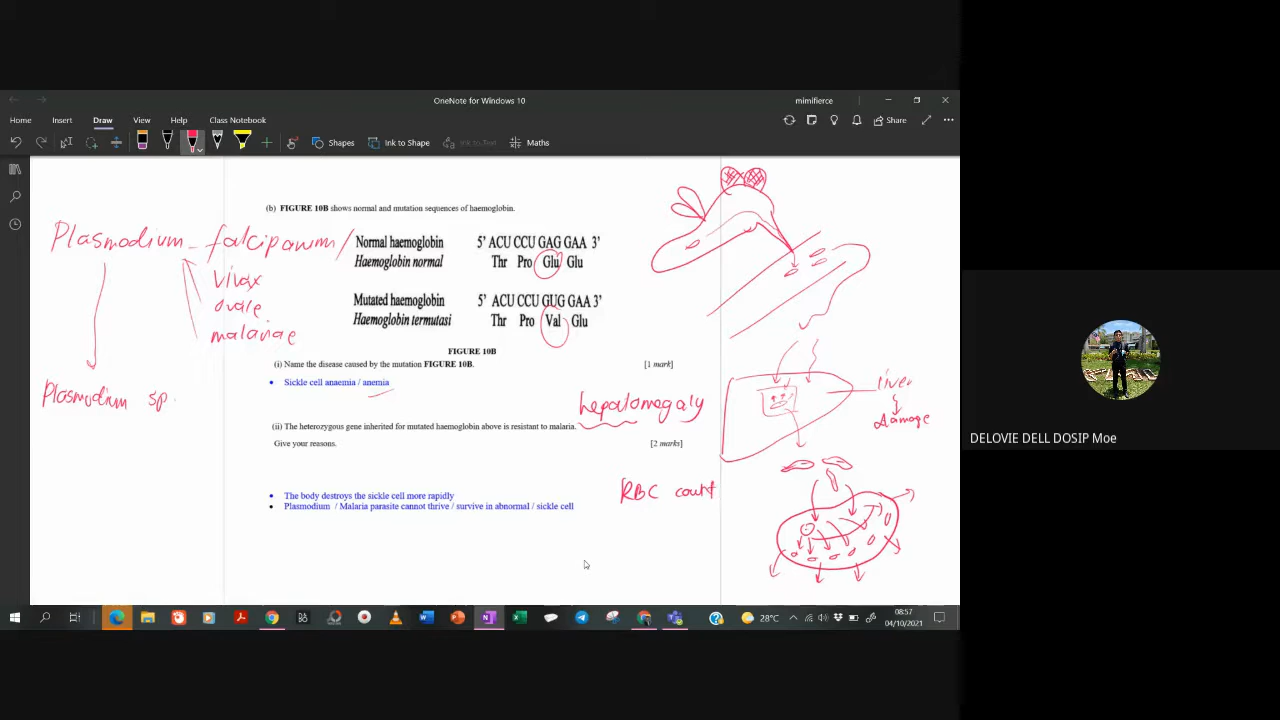 OneNote for Windows 10
mimifierce
Home Insert Draw View Help Class Notebook
Share
Shapes Ink to Shape Ink to Text Maths
(b) FIGURE 10B shows normal and mutation sequences of haemoglobin.
Plasmodium - falciparum /
vivax
ovale
malariae
Plasmodium sp.
Normal haemoglobin 5' ACU CCU GAG GAA 3'
Haemoglobin normal Thr Pro Glu Glu
Mutated haemoglobin 5' ACU CCU GUG GAA 3'
Haemoglobin termutasi Thr Pro Val Glu
FIGURE 10B
(i) Name the disease caused by the mutation FIGURE 10B. [1 mark]
• Sickle cell anaemia / anemia
hepatomegaly
(ii) The heterozygous gene inherited for mutated haemoglobin above is resistant to malaria.
Give your reasons. [2 marks]
• The body destroys the sickle cell more rapidly
• Plasmodium / Malaria parasite cannot thrive / survive in abnormal / sickle cell
RBC count
liver
damage
DELOVIE DELL DOSIP Moe
28°C
08:57
04/10/2021